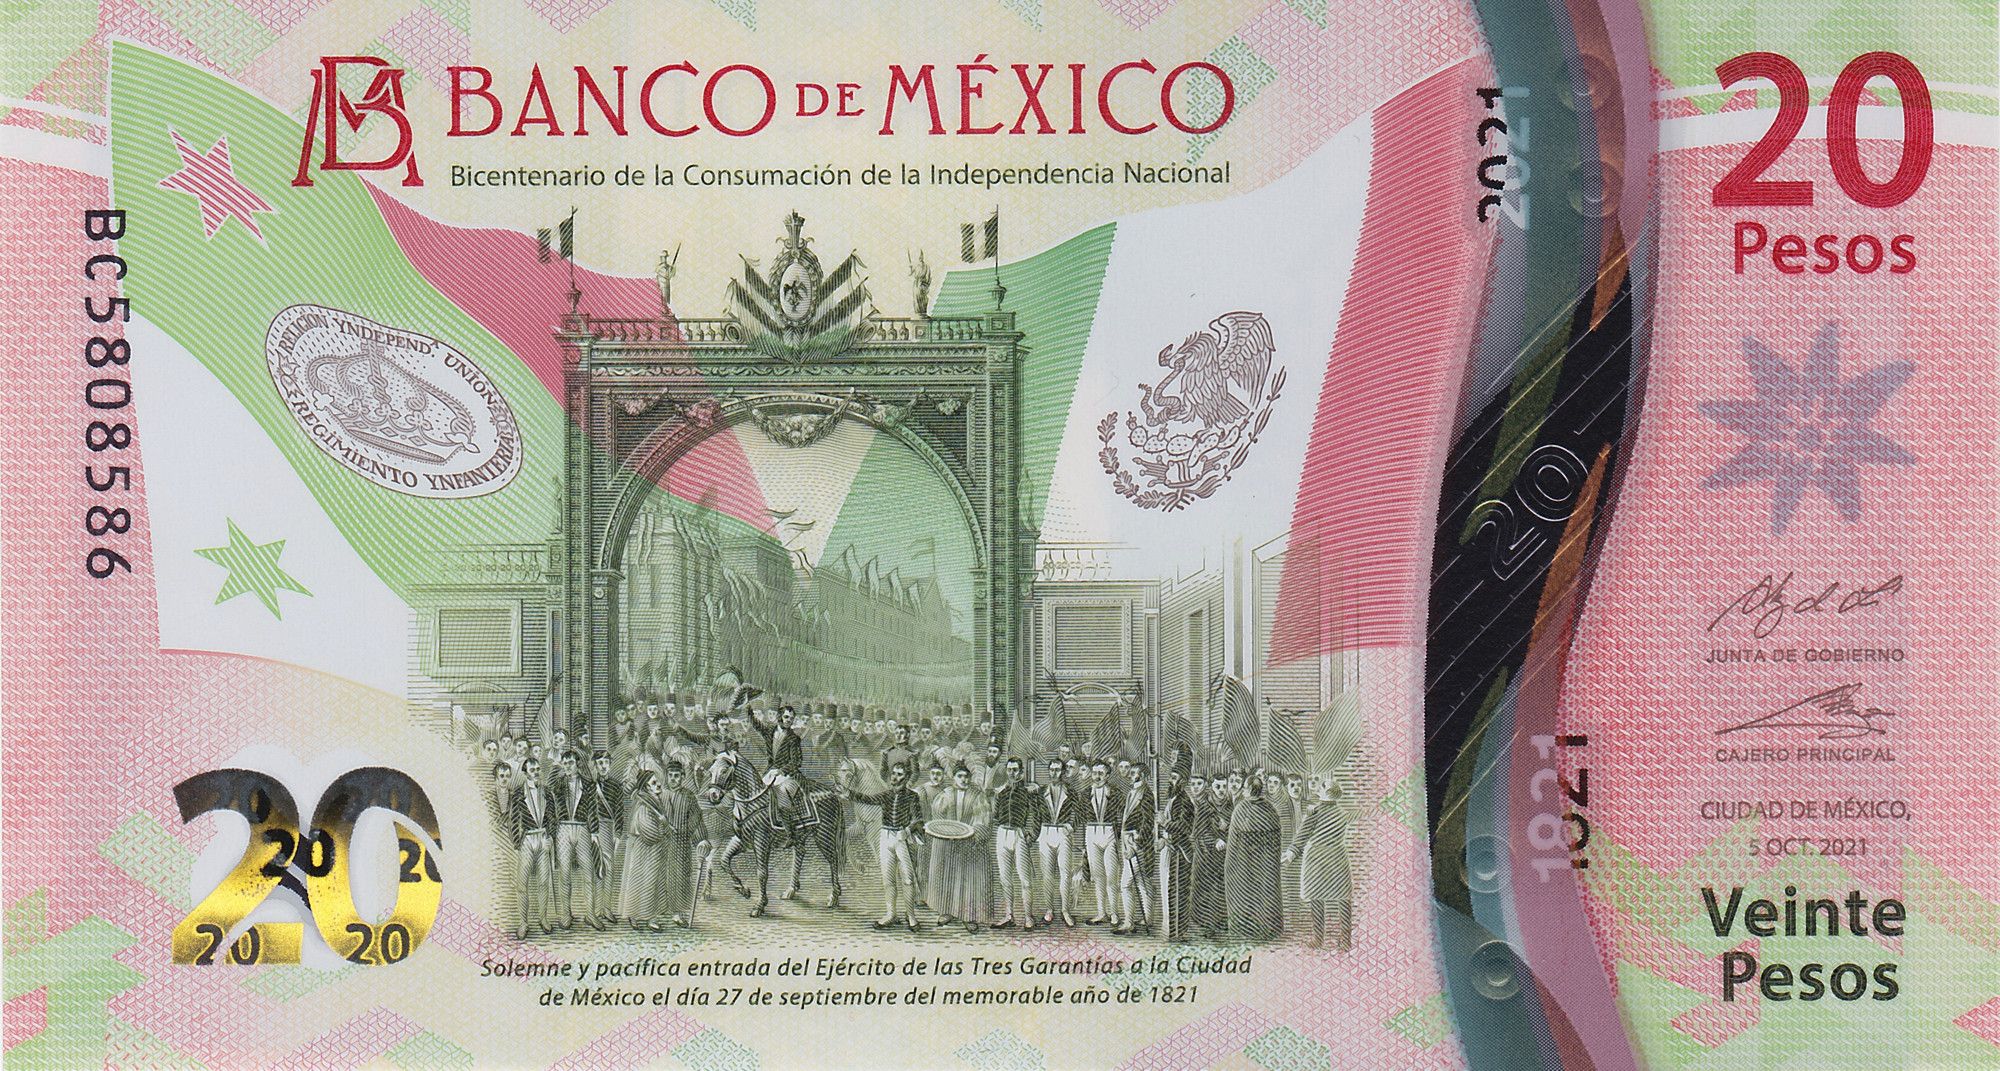 BM BANCO DE MÉXICO
Bicentenario de la Consumación de la Independencia Nacional
20
Pesos
2021
2021
BC5808586
RELIGION YNDEPEND.ª UNION
REGIMIENTO YNFANTERIA
20
JUNTA DE GOBIERNO
CAJERO PRINCIPAL
1821
1821
CIUDAD DE MÉXICO,
5 OCT. 2021
Veinte
Pesos
20
20
20
20
20
Solemne y pacífica entrada del Ejército de las Tres Garantías a la Ciudad
de México el día 27 de septiembre del memorable año de 1821